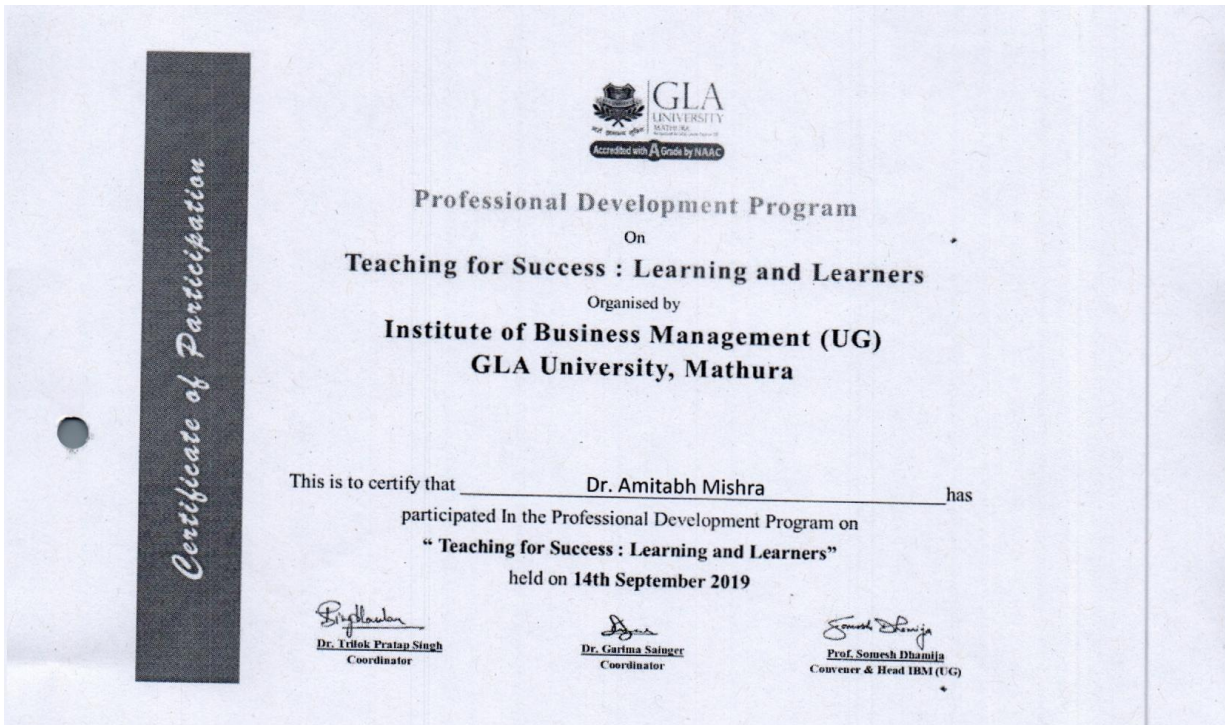 Certificate of Participation
GLA
UNIVERSITY
MATHURA
Accredited with A Grade by NAAC
Professional Development Program
On
Teaching for Success : Learning and Learners
Organised by
Institute of Business Management (UG)
GLA University, Mathura
This is to certify that Dr. Amitabh Mishra has
participated In the Professional Development Program on
“ Teaching for Success : Learning and Learners”
held on 14th September 2019
Somesh Dhamija
Dr. Trilok Pratap Singh
Coordinator
Dr. Garima Sainger
Coordinator
Prof. Somesh Dhamija
Convener & Head IBM (UG)